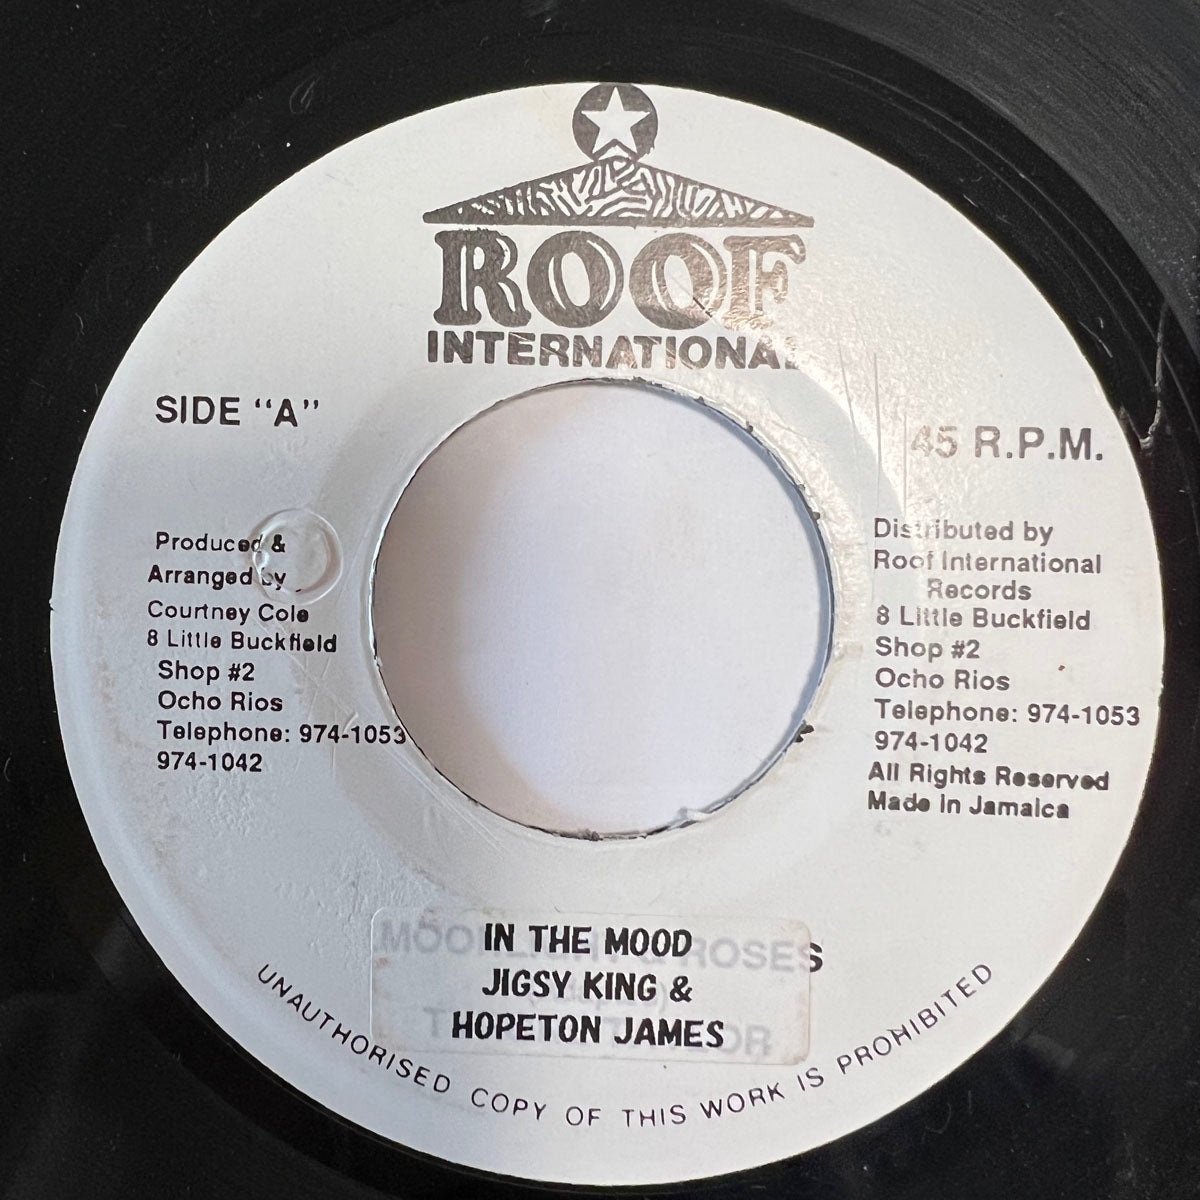 ROOF
INTERNATIONAL
SIDE "A"
45 R.P.M.
Produced &
Arranged by
Courtney Cole
8 Little Buckfield
Shop #2
Ocho Rios
Telephone: 974-1053
974-1042
Distributed by
Roof International
Records
8 Little Buckfield
Shop #2
Ocho Rios
Telephone: 974-1053
974-1042
All Rights Reserved
Made in Jamaica
MOONLIGHT & ROSES
IN THE MOOD
JIGSY KING &
HOPETON JAMES
UNAUTHORISED COPY OF THIS WORK IS PROHIBITED